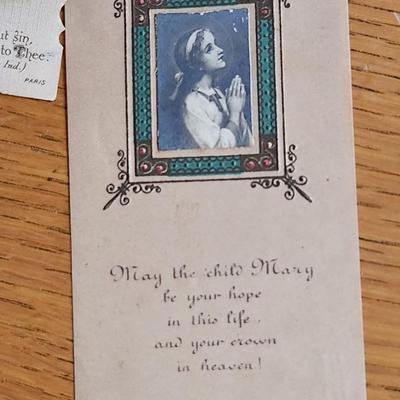 ut Sin,
to Thee.
Ind.)
PARIS
May the child Mary
be your hope
in this life,
and your crown
in heaven!